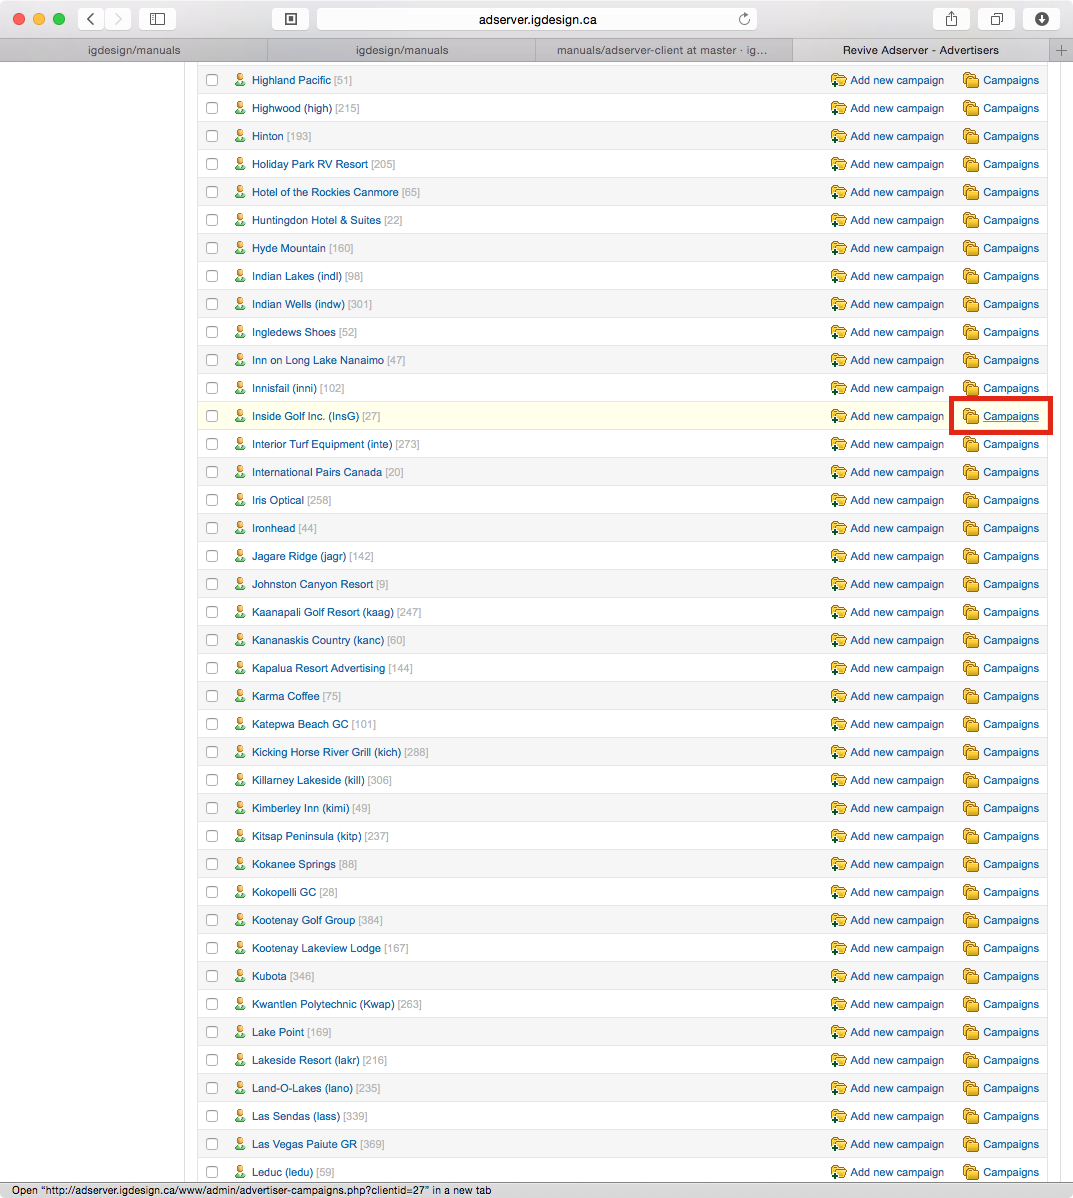 adserver.igdesign.ca
igdesign/manuals igdesign/manuals manuals/adserver-client at master · ig… Revive Adserver - Advertisers
Highland Pacific [51] Add new campaign Campaigns
Highwood (high) [215] Add new campaign Campaigns
Hinton [193] Add new campaign Campaigns
Holiday Park RV Resort [205] Add new campaign Campaigns
Hotel of the Rockies Canmore [65] Add new campaign Campaigns
Huntingdon Hotel & Suites [22] Add new campaign Campaigns
Hyde Mountain [160] Add new campaign Campaigns
Indian Lakes (indl) [98] Add new campaign Campaigns
Indian Wells (indw) [301] Add new campaign Campaigns
Ingledews Shoes [52] Add new campaign Campaigns
Inn on Long Lake Nanaimo [47] Add new campaign Campaigns
Innisfail (inni) [102] Add new campaign Campaigns
Inside Golf Inc. (InsG) [27] Add new campaign Campaigns
Interior Turf Equipment (inte) [273] Add new campaign Campaigns
International Pairs Canada [20] Add new campaign Campaigns
Iris Optical [258] Add new campaign Campaigns
Ironhead [44] Add new campaign Campaigns
Jagare Ridge (jagr) [142] Add new campaign Campaigns
Johnston Canyon Resort [9] Add new campaign Campaigns
Kaanapali Golf Resort (kaag) [247] Add new campaign Campaigns
Kananaskis Country (kanc) [60] Add new campaign Campaigns
Kapalua Resort Advertising [144] Add new campaign Campaigns
Karma Coffee [75] Add new campaign Campaigns
Katepwa Beach GC [101] Add new campaign Campaigns
Kicking Horse River Grill (kich) [288] Add new campaign Campaigns
Killarney Lakeside (kill) [306] Add new campaign Campaigns
Kimberley Inn (kimi) [49] Add new campaign Campaigns
Kitsap Peninsula (kitp) [237] Add new campaign Campaigns
Kokanee Springs [88] Add new campaign Campaigns
Kokopelli GC [28] Add new campaign Campaigns
Kootenay Golf Group [384] Add new campaign Campaigns
Kootenay Lakeview Lodge [167] Add new campaign Campaigns
Kubota [346] Add new campaign Campaigns
Kwantlen Polytechnic (Kwap) [263] Add new campaign Campaigns
Lake Point [169] Add new campaign Campaigns
Lakeside Resort (lakr) [216] Add new campaign Campaigns
Land-O-Lakes (lano) [235] Add new campaign Campaigns
Las Sendas (lass) [339] Add new campaign Campaigns
Las Vegas Paiute GR [369] Add new campaign Campaigns
Leduc (ledu) [59] Add new campaign Campaigns
Open “http://adserver.igdesign.ca/www/admin/advertiser-campaigns.php?clientid=27” in a new tab